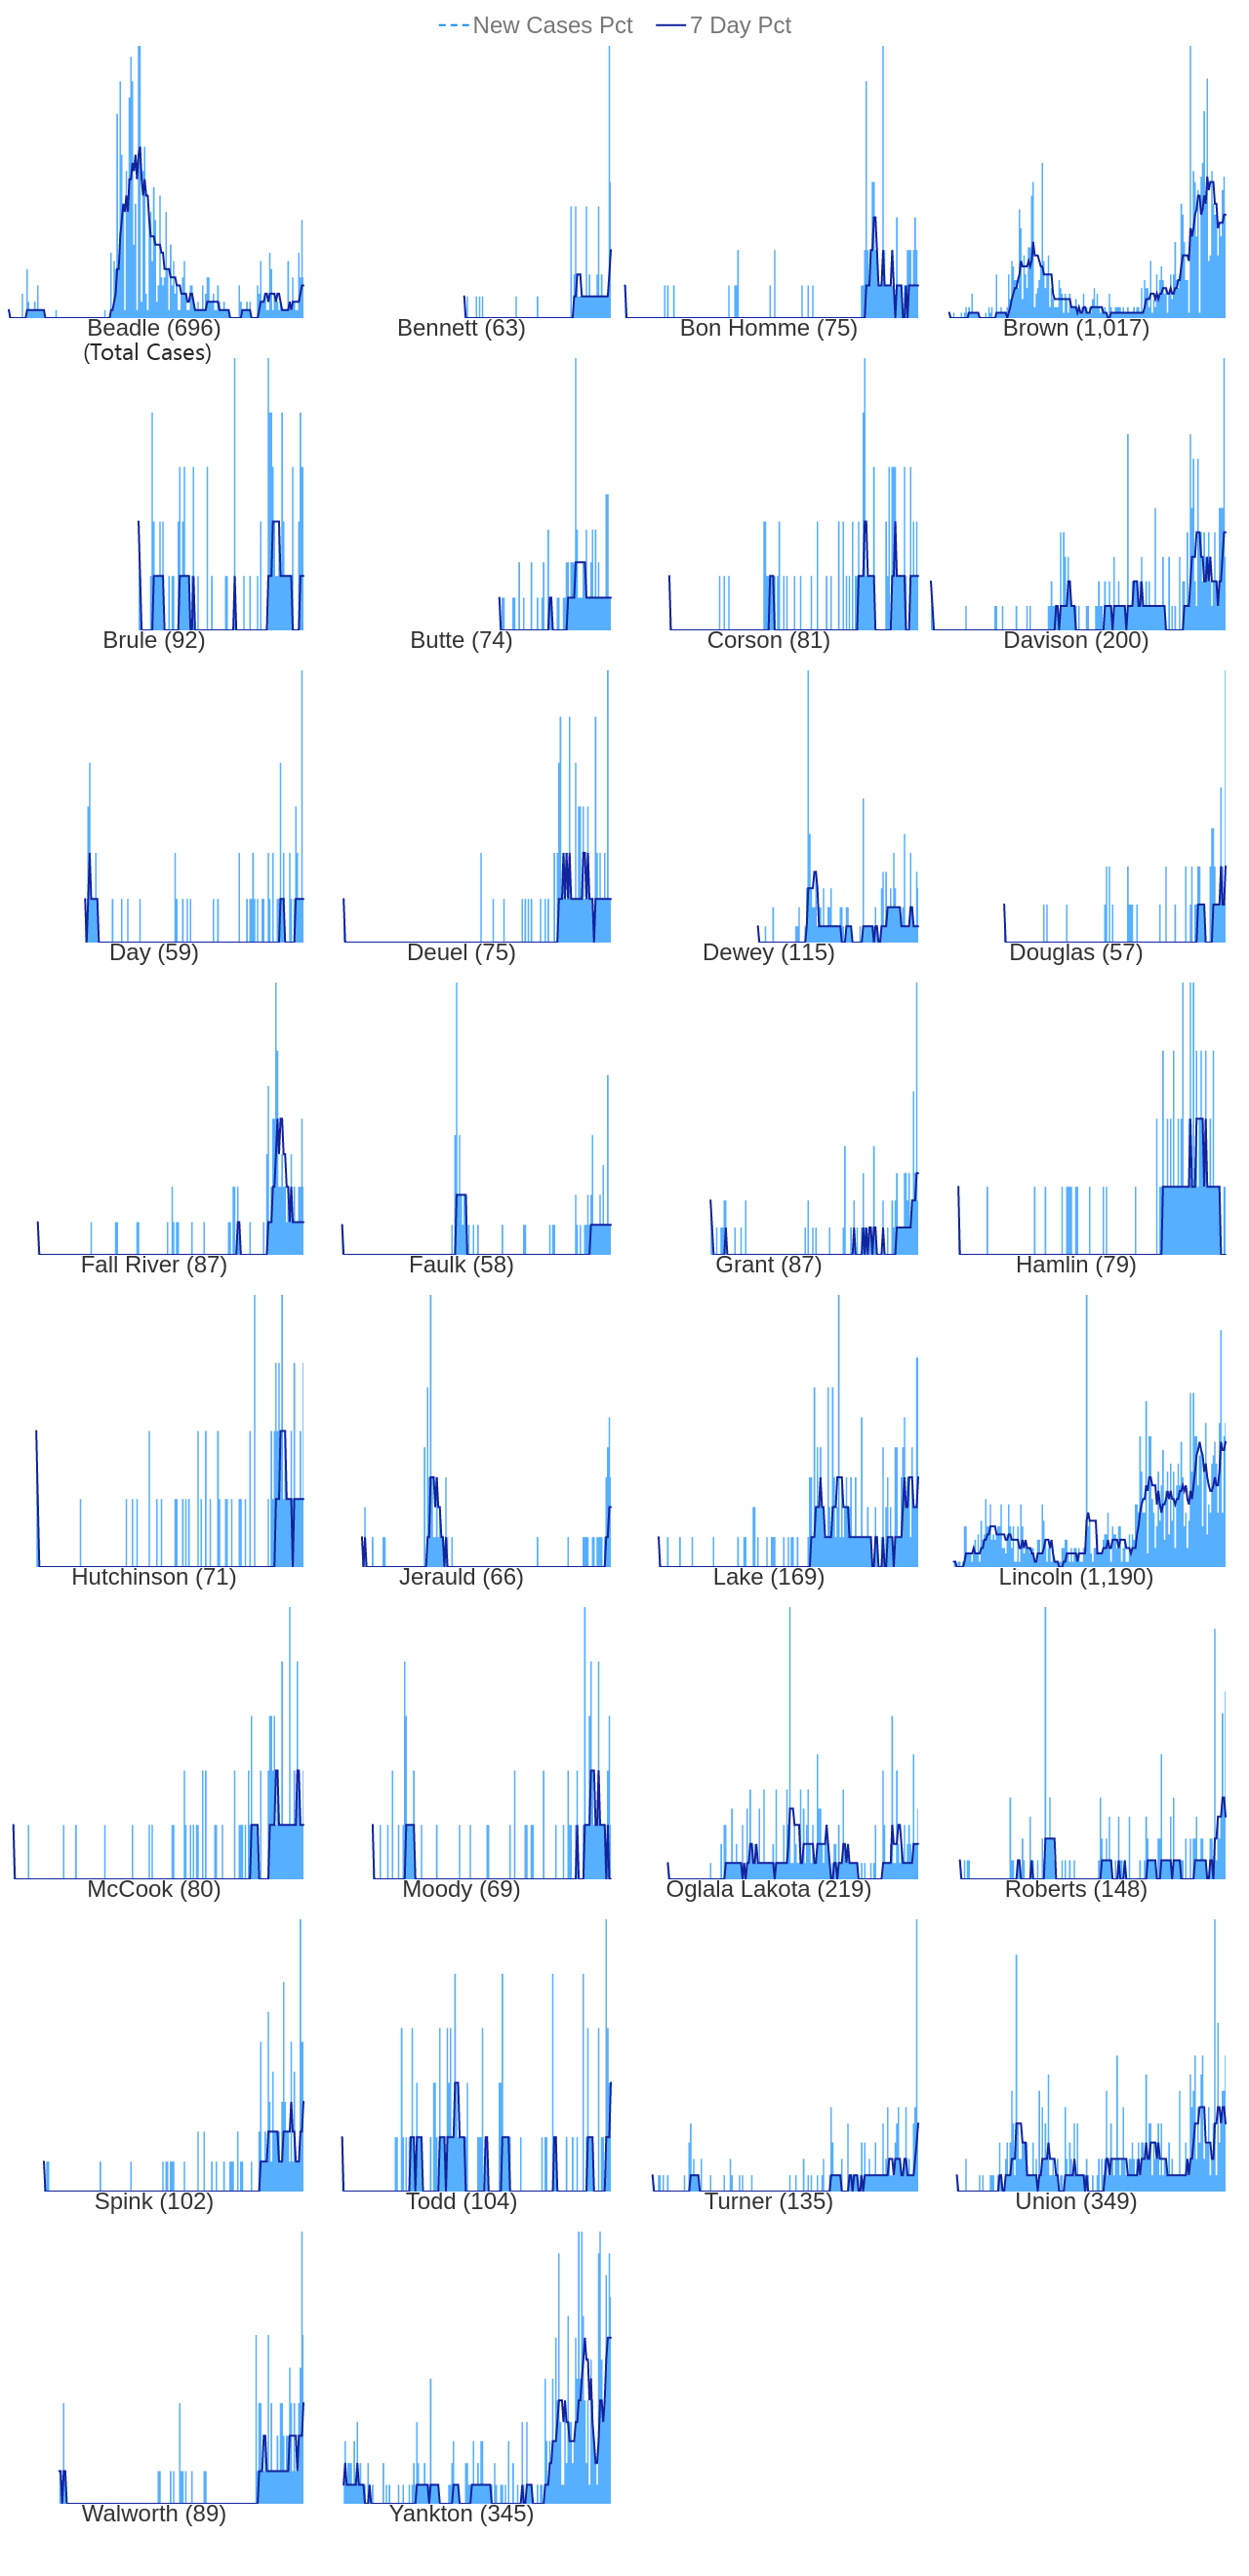 New Cases Pct 7 Day Pct
Beadle (696) Bennett (63) Bon Homme (75) Brown (1,017)
(Total Cases)
Brule (92) Butte (74) Corson (81) Davison (200)
Day (59) Deuel (75) Dewey (115) Douglas (57)
Fall River (87) Faulk (58) Grant (87) Hamlin (79)
Hutchinson (71) Jerauld (66) Lake (169) Lincoln (1,190)
McCook (80) Moody (69) Oglala Lakota (219) Roberts (148)
Spink (102) Todd (104) Turner (135) Union (349)
Walworth (89) Yankton (345)